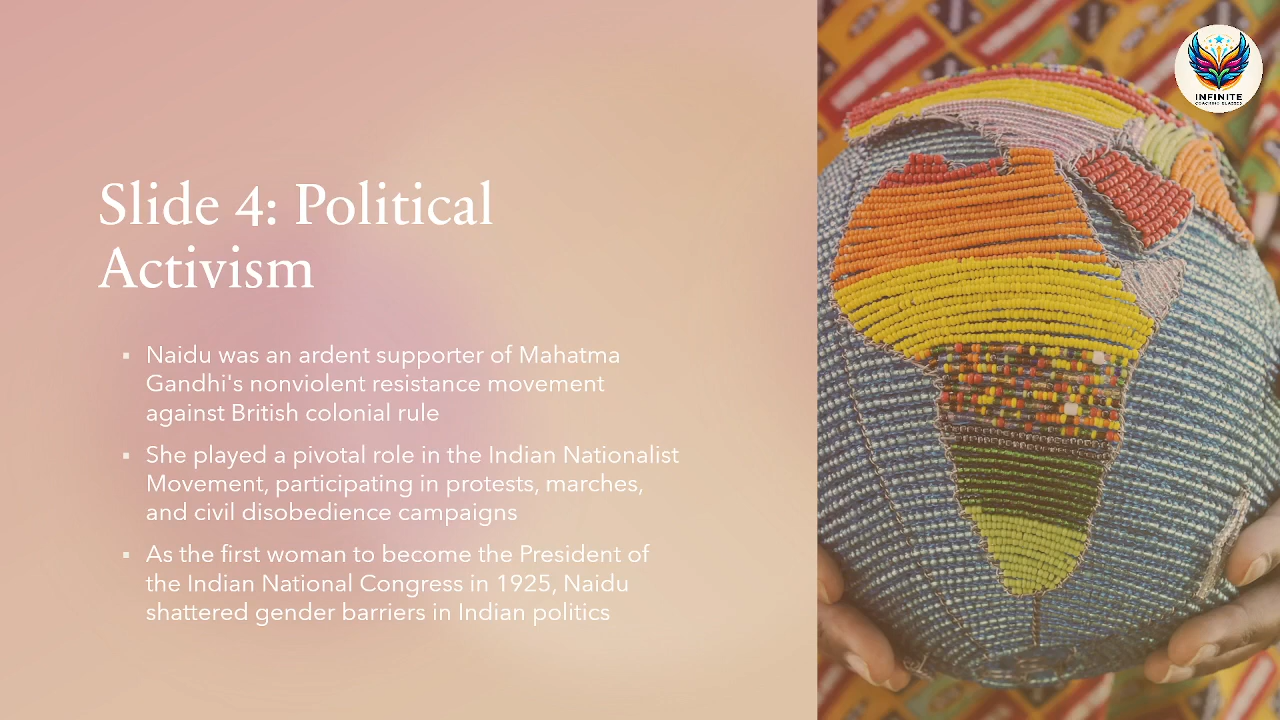 Slide 4: Political
Activism
▪ Naidu was an ardent supporter of Mahatma
Gandhi's nonviolent resistance movement
against British colonial rule
▪ She played a pivotal role in the Indian Nationalist
Movement, participating in protests, marches,
and civil disobedience campaigns
▪ As the first woman to become the President of
the Indian National Congress in 1925, Naidu
shattered gender barriers in Indian politics
INFINITE
COACHING CLASSES